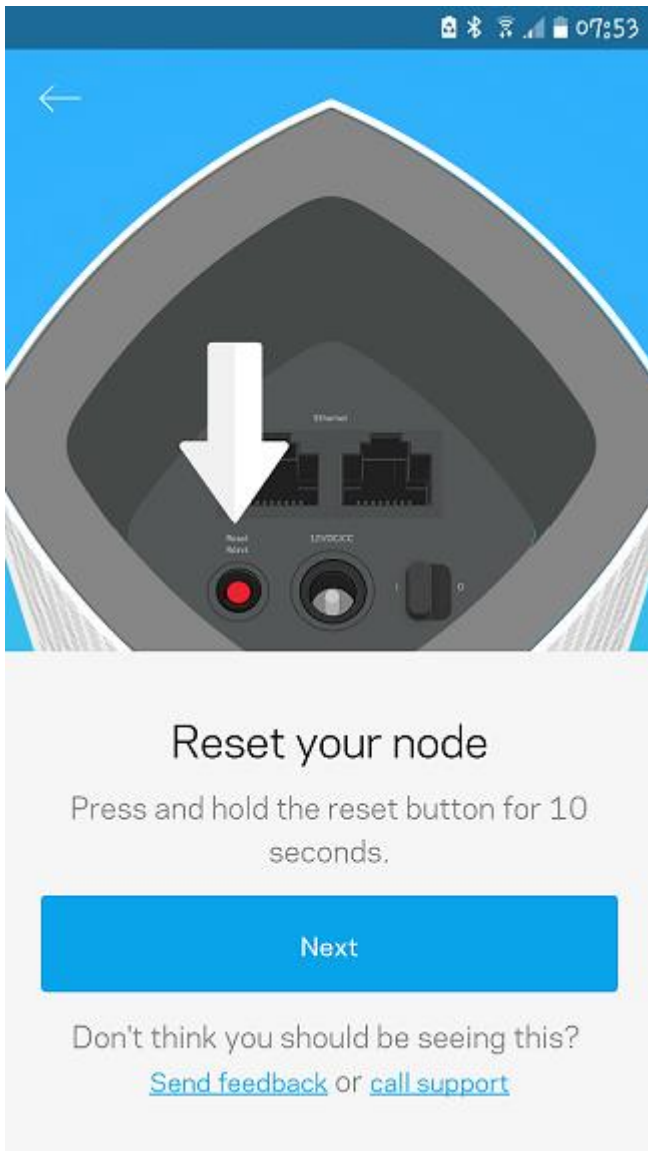 07:53
Ethernet
Reset
12VDC/CC
I
O
Reset your node
Press and hold the reset button for 10
seconds.
Next
Don't think you should be seeing this?
Send feedback or call support